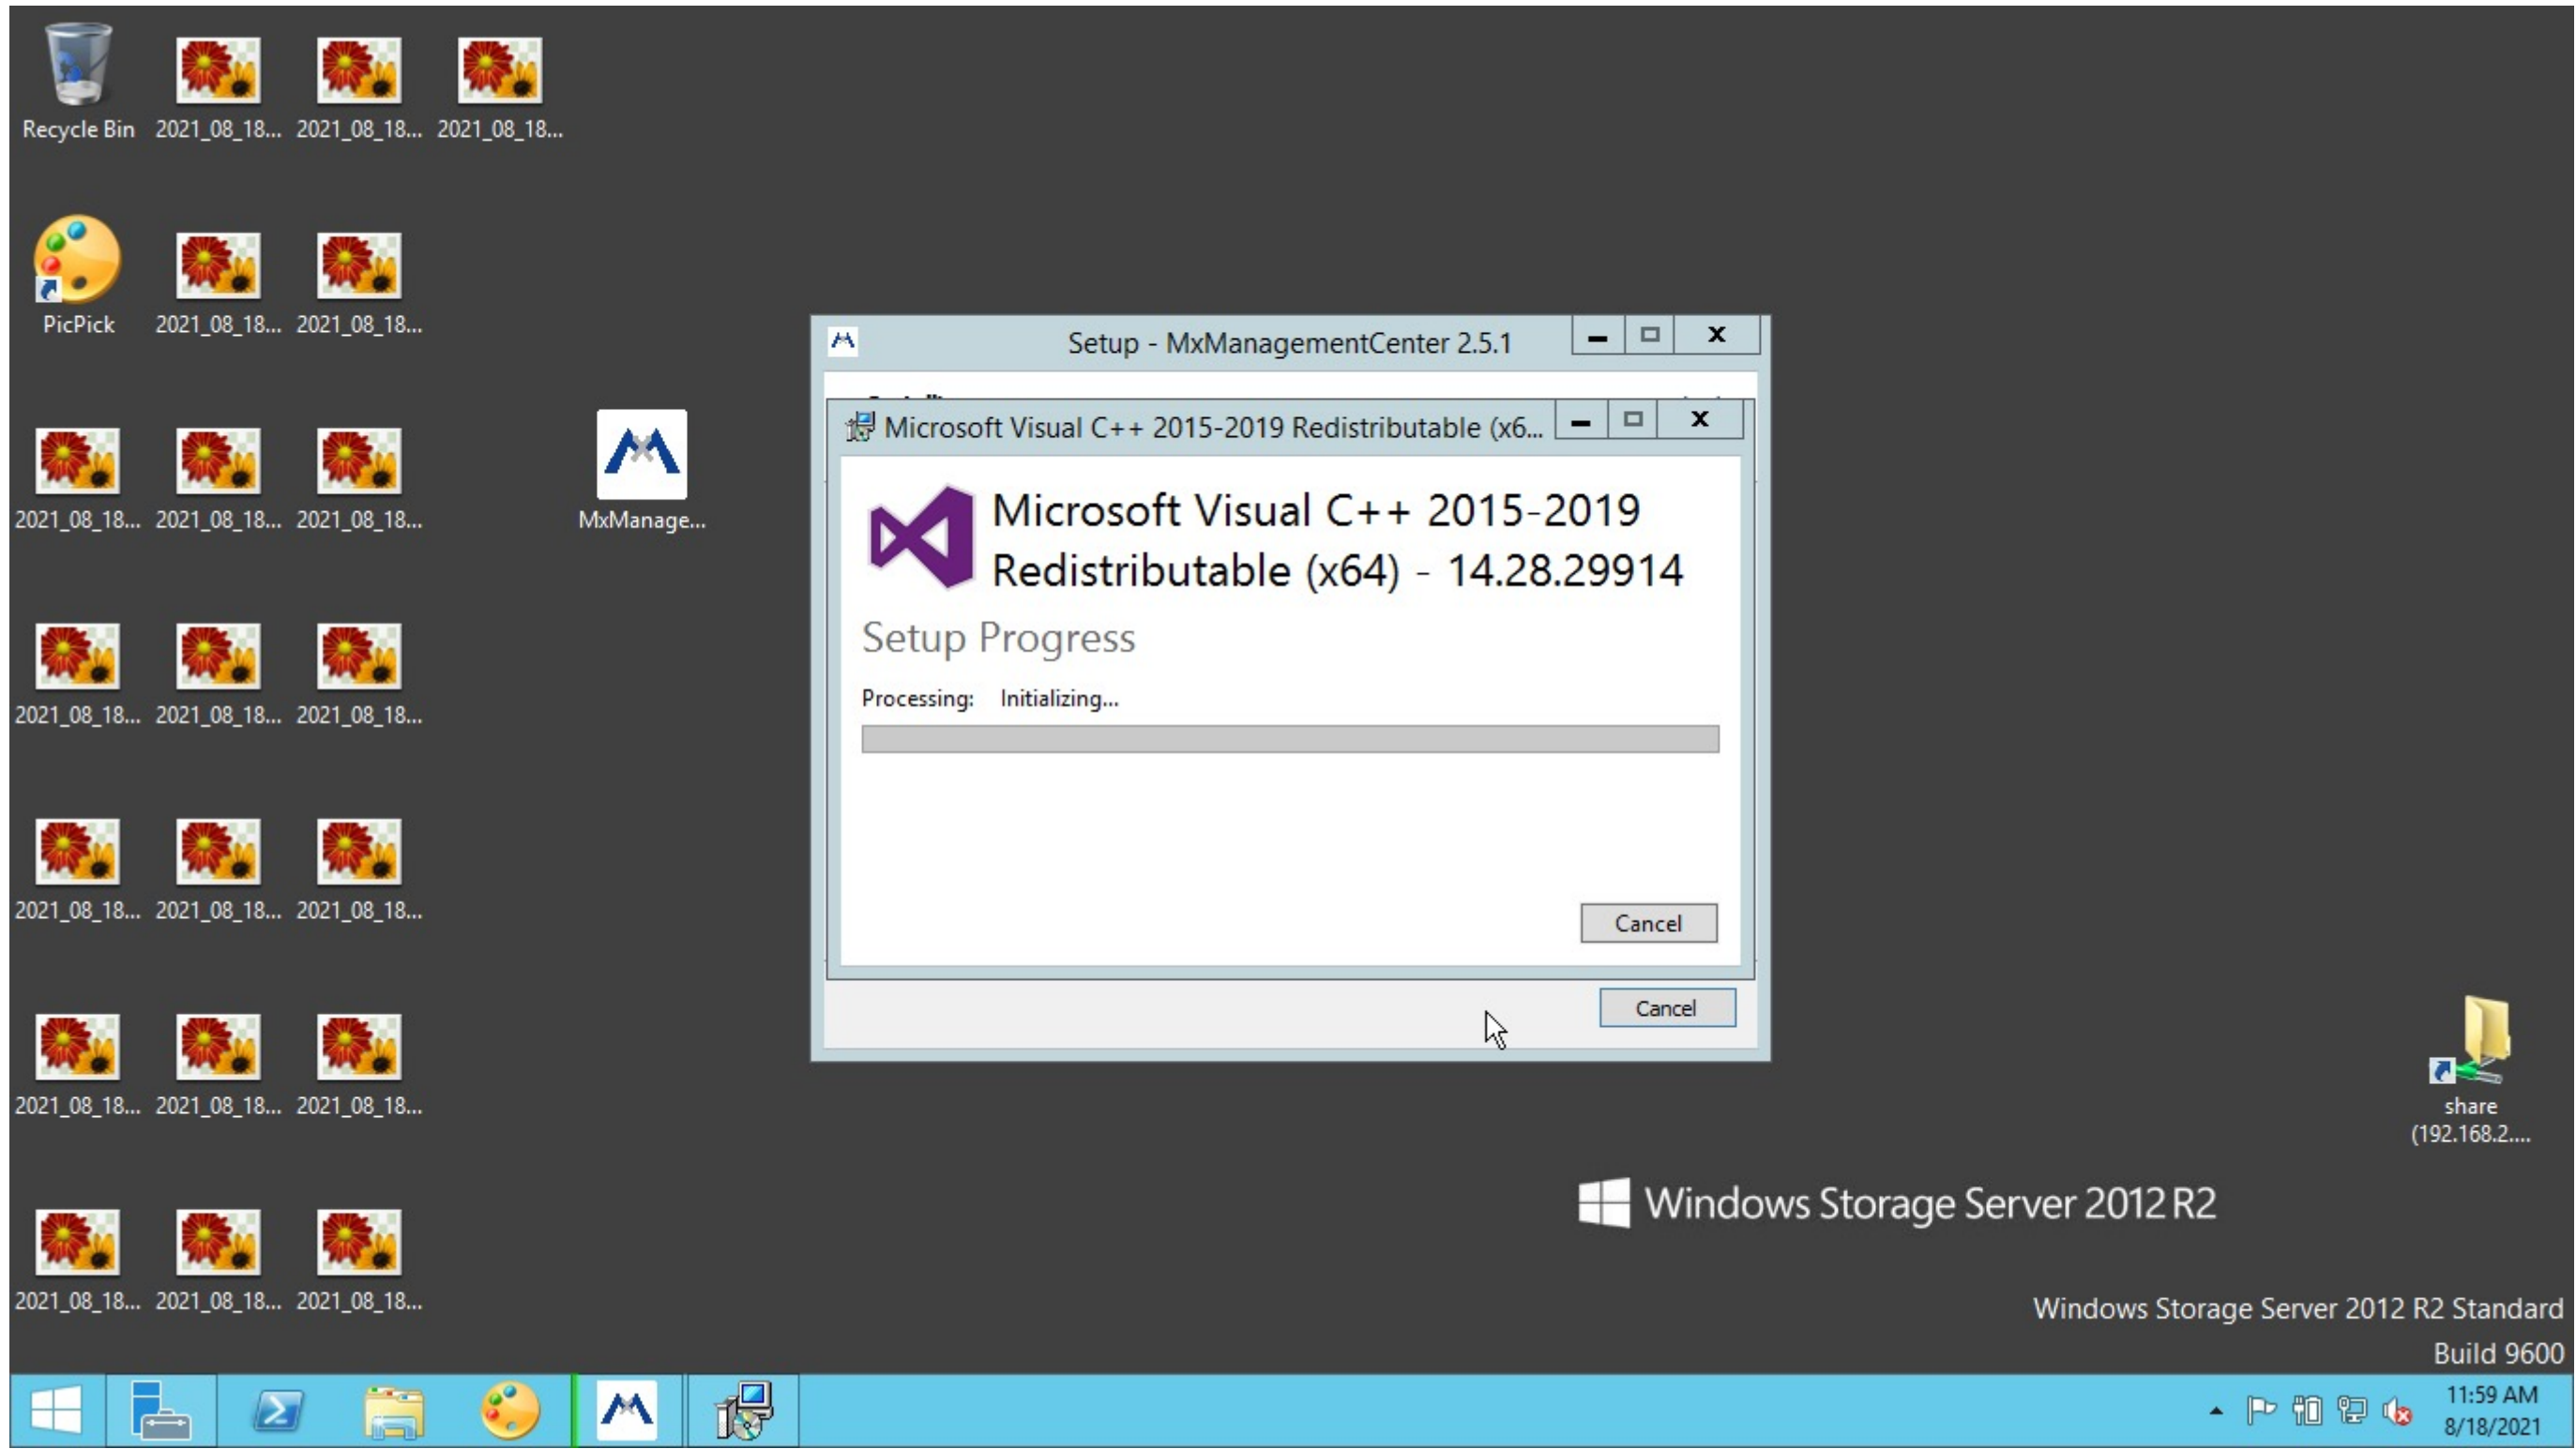 Recycle Bin
2021_08_18...
2021_08_18...
2021_08_18...
PicPick
2021_08_18...
2021_08_18...
2021_08_18...
2021_08_18...
2021_08_18...
MxManage...
2021_08_18...
2021_08_18...
2021_08_18...
2021_08_18...
2021_08_18...
2021_08_18...
2021_08_18...
2021_08_18...
2021_08_18...
2021_08_18...
2021_08_18...
2021_08_18...
Setup - MxManagementCenter 2.5.1
Microsoft Visual C++ 2015-2019 Redistributable (x6...
Microsoft Visual C++ 2015-2019
Redistributable (x64) - 14.28.29914
Setup Progress
Processing: Initializing...
Cancel
Cancel
share
(192.168.2....
Windows Storage Server 2012 R2
Windows Storage Server 2012 R2 Standard
Build 9600
11:59 AM
8/18/2021